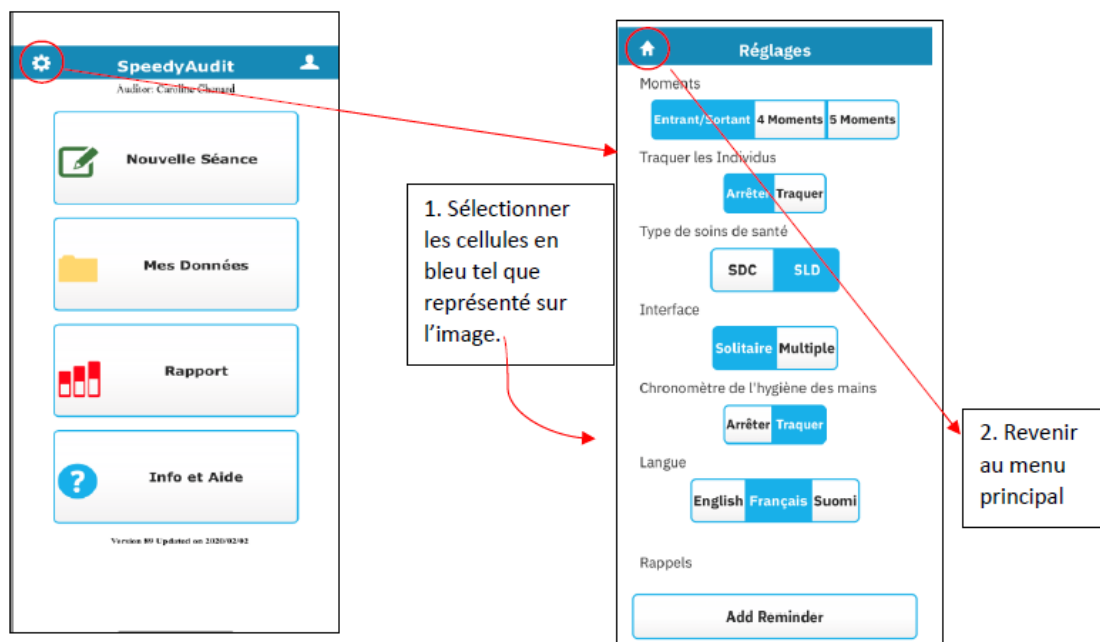 SpeedyAudit
Auditor: Caroline Chenard
Nouvelle Séance
Mes Données
Rapport
Info et Aide
Version 89 Updated on 2020/02/02
1. Sélectionner
les cellules en
bleu tel que
représenté sur
l'image.
Réglages
Moments
Entrant/Sortant 4 Moments 5 Moments
Traquer les Individus
Arrêter Traquer
Type de soins de santé
SDC SLD
Interface
Solitaire Multiple
Chronomètre de l'hygiène des mains
Arrêter Traquer
Langue
English Français Suomi
Rappels
Add Reminder
2. Revenir
au menu
principal